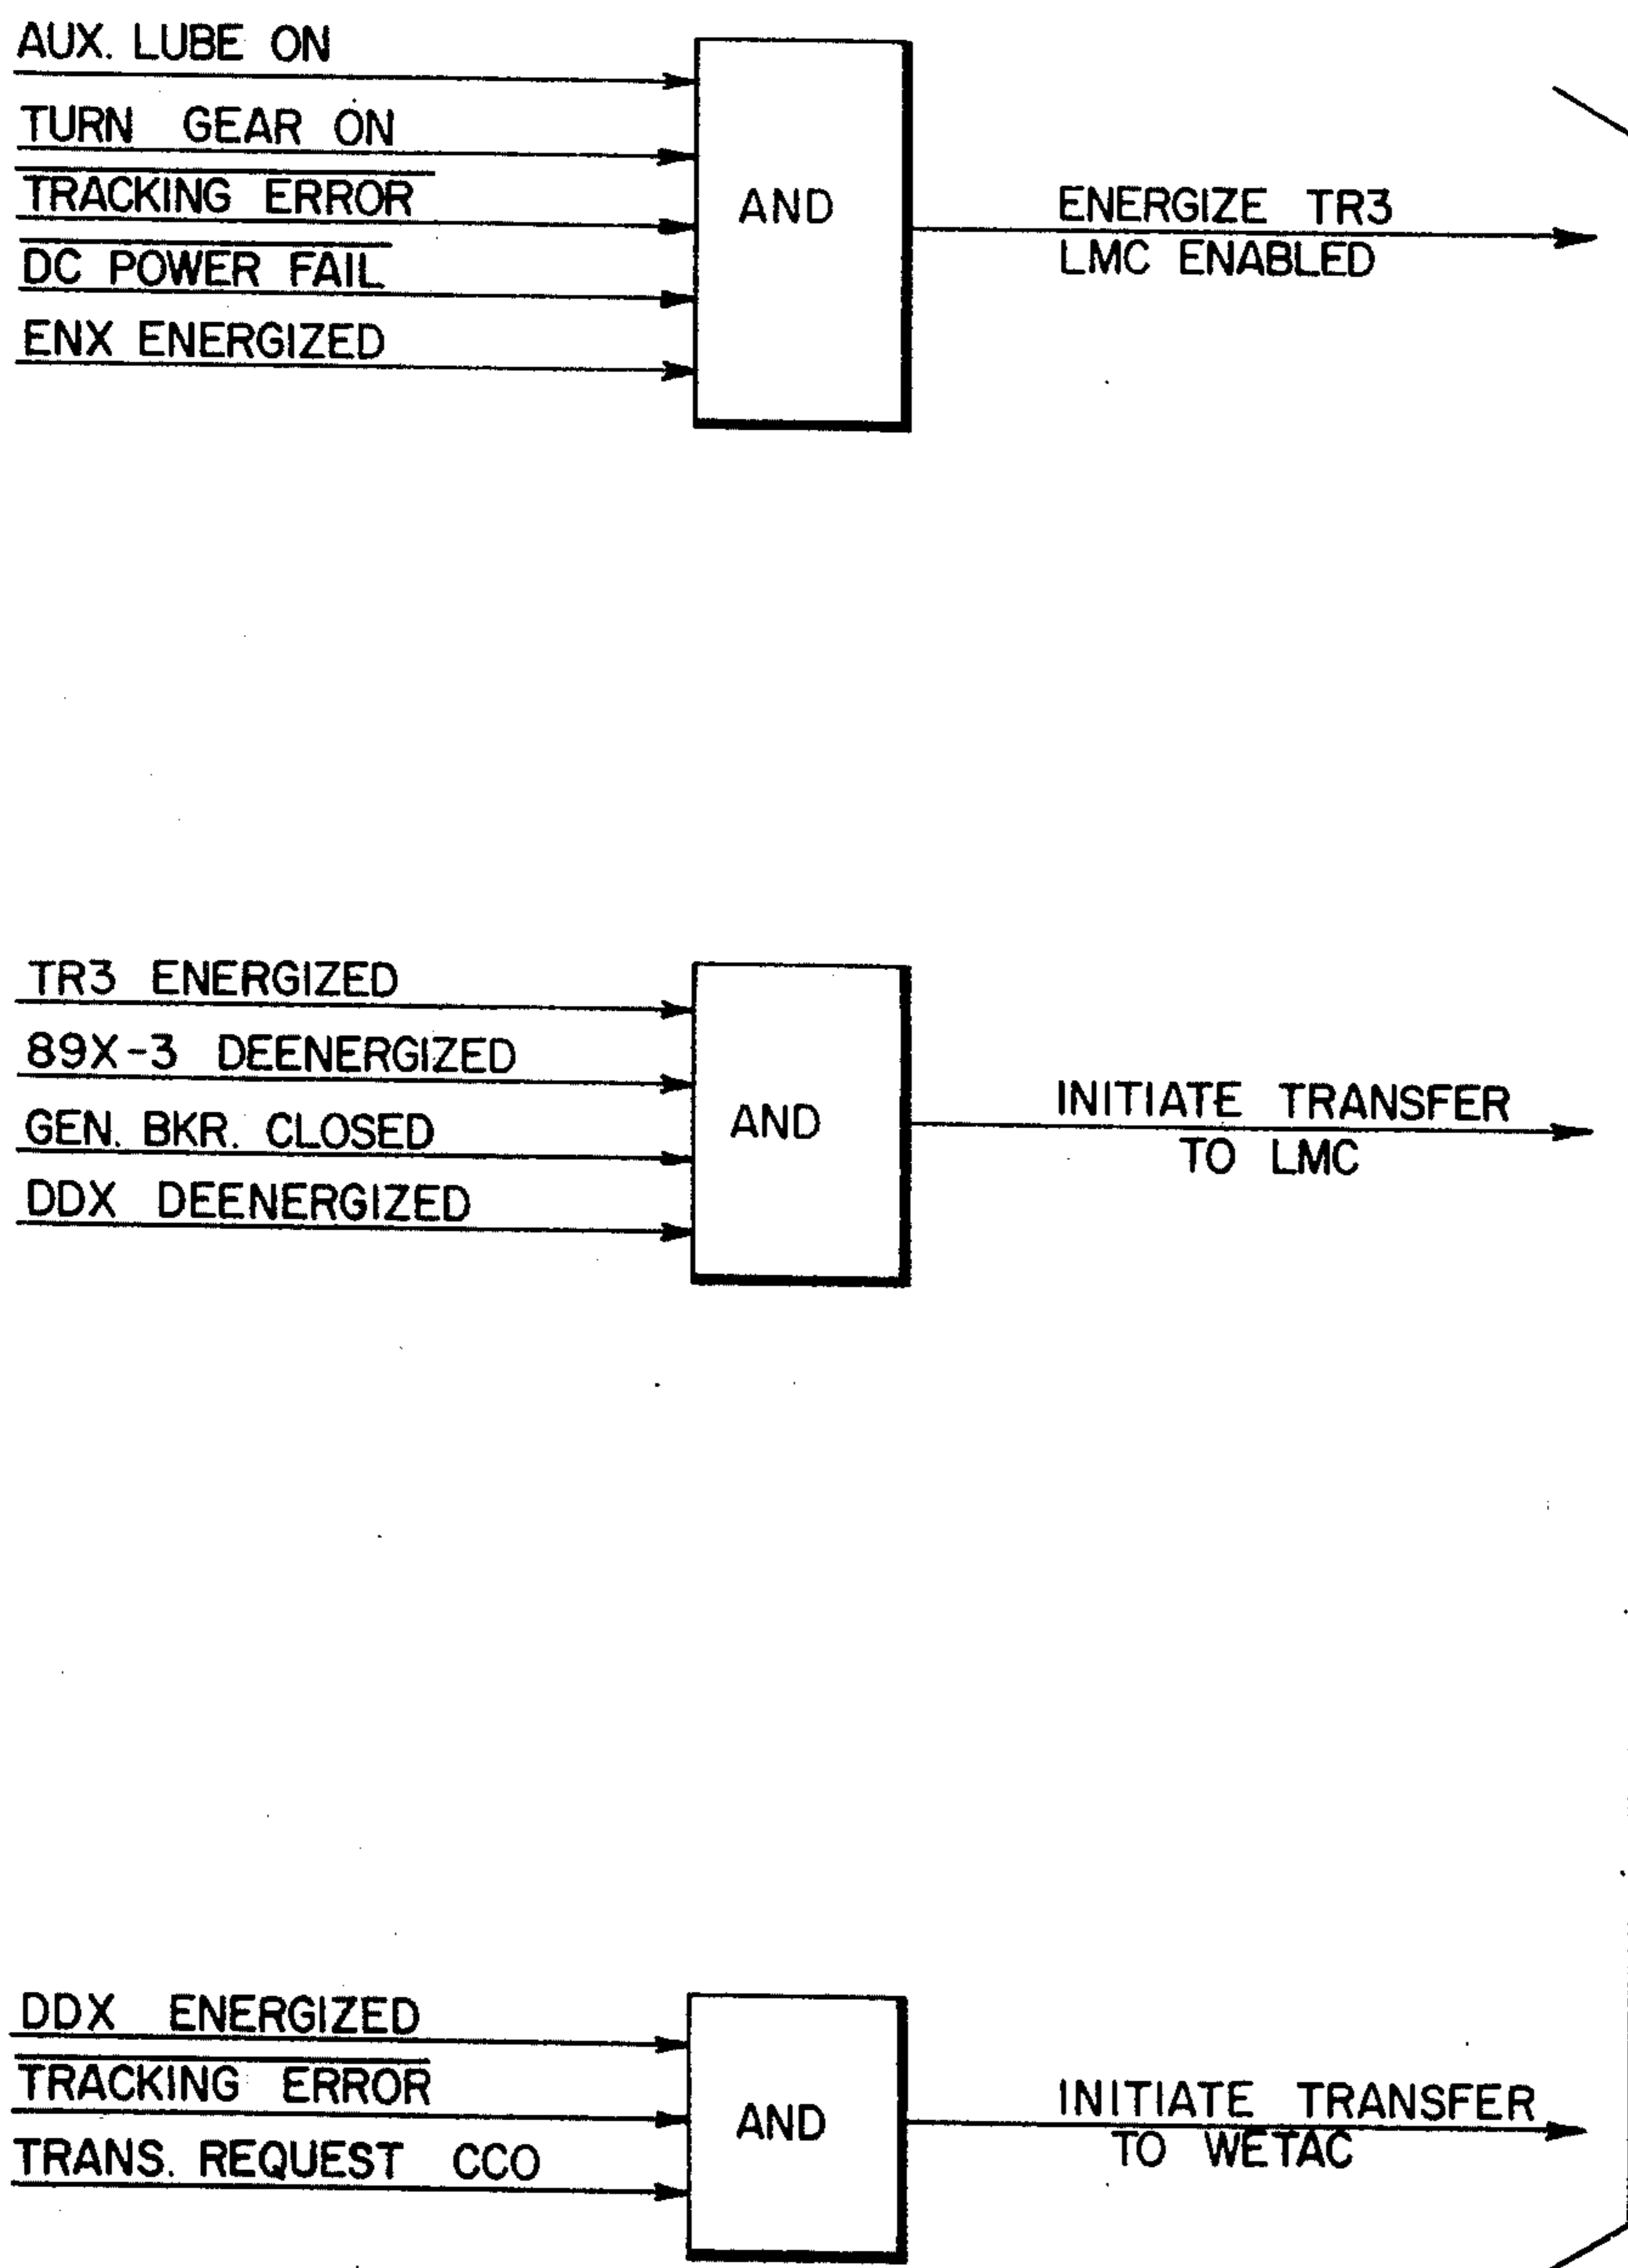 AUX. LUBE ON
TURN GEAR ON
TRACKING ERROR
DC POWER FAIL
ENX ENERGIZED
AND
ENERGIZE TR3
LMC ENABLED
TR3 ENERGIZED
89X-3 DEENERGIZED
GEN. BKR. CLOSED
DDX DEENERGIZED
AND
INITIATE TRANSFER
TO LMC
DDX ENERGIZED
TRACKING ERROR
TRANS. REQUEST CCO
AND
INITIATE TRANSFER
TO WETAC